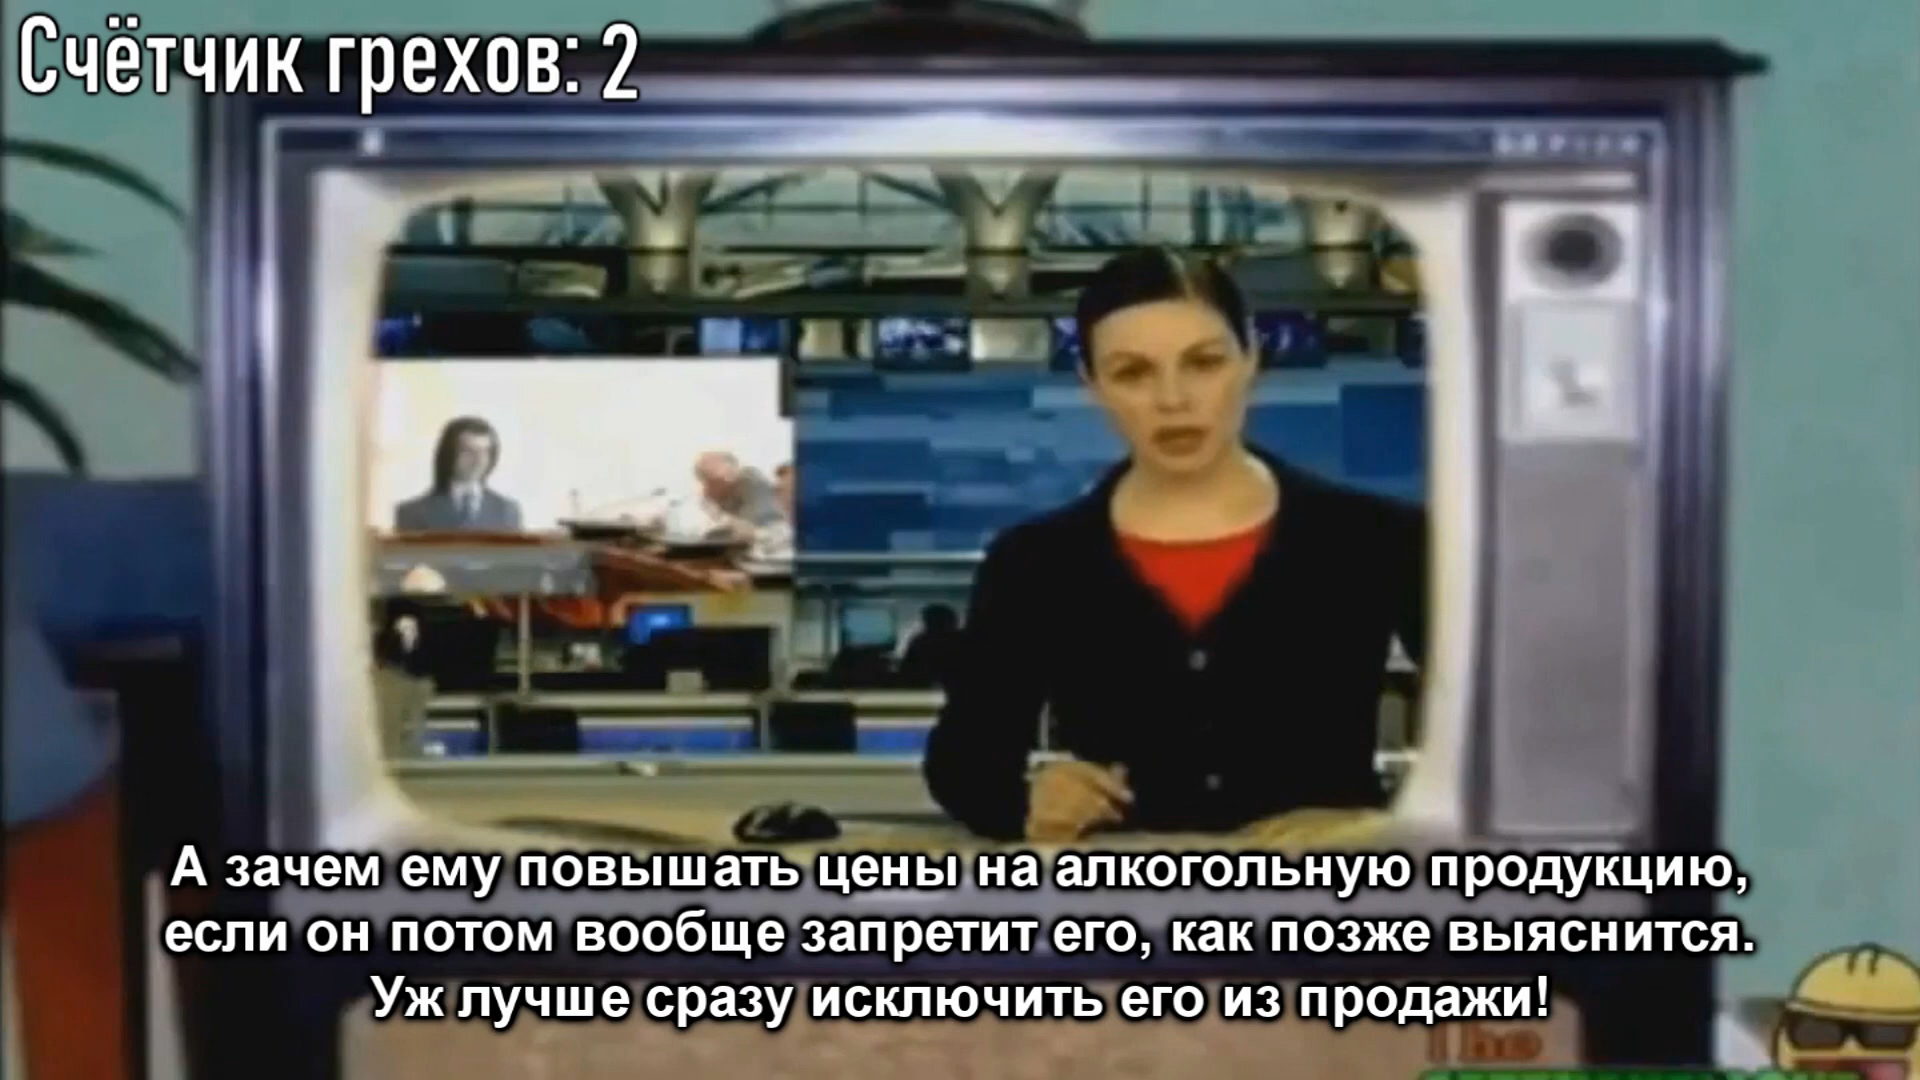 Счётчик грехов: 2
А зачем ему повышать цены на алкогольную продукцию,
если он потом вообще запретит его, как позже выяснится.
Уж лучше сразу исключить его из продажи!